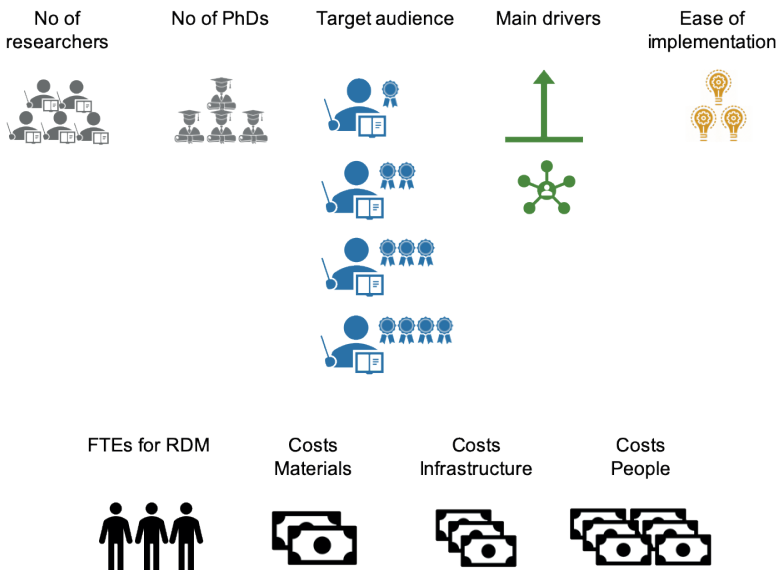 No of
researchers
No of PhDs
Target audience
Main drivers
Ease of
implementation
FTEs for RDM
Costs
Materials
Costs
Infrastructure
Costs
People